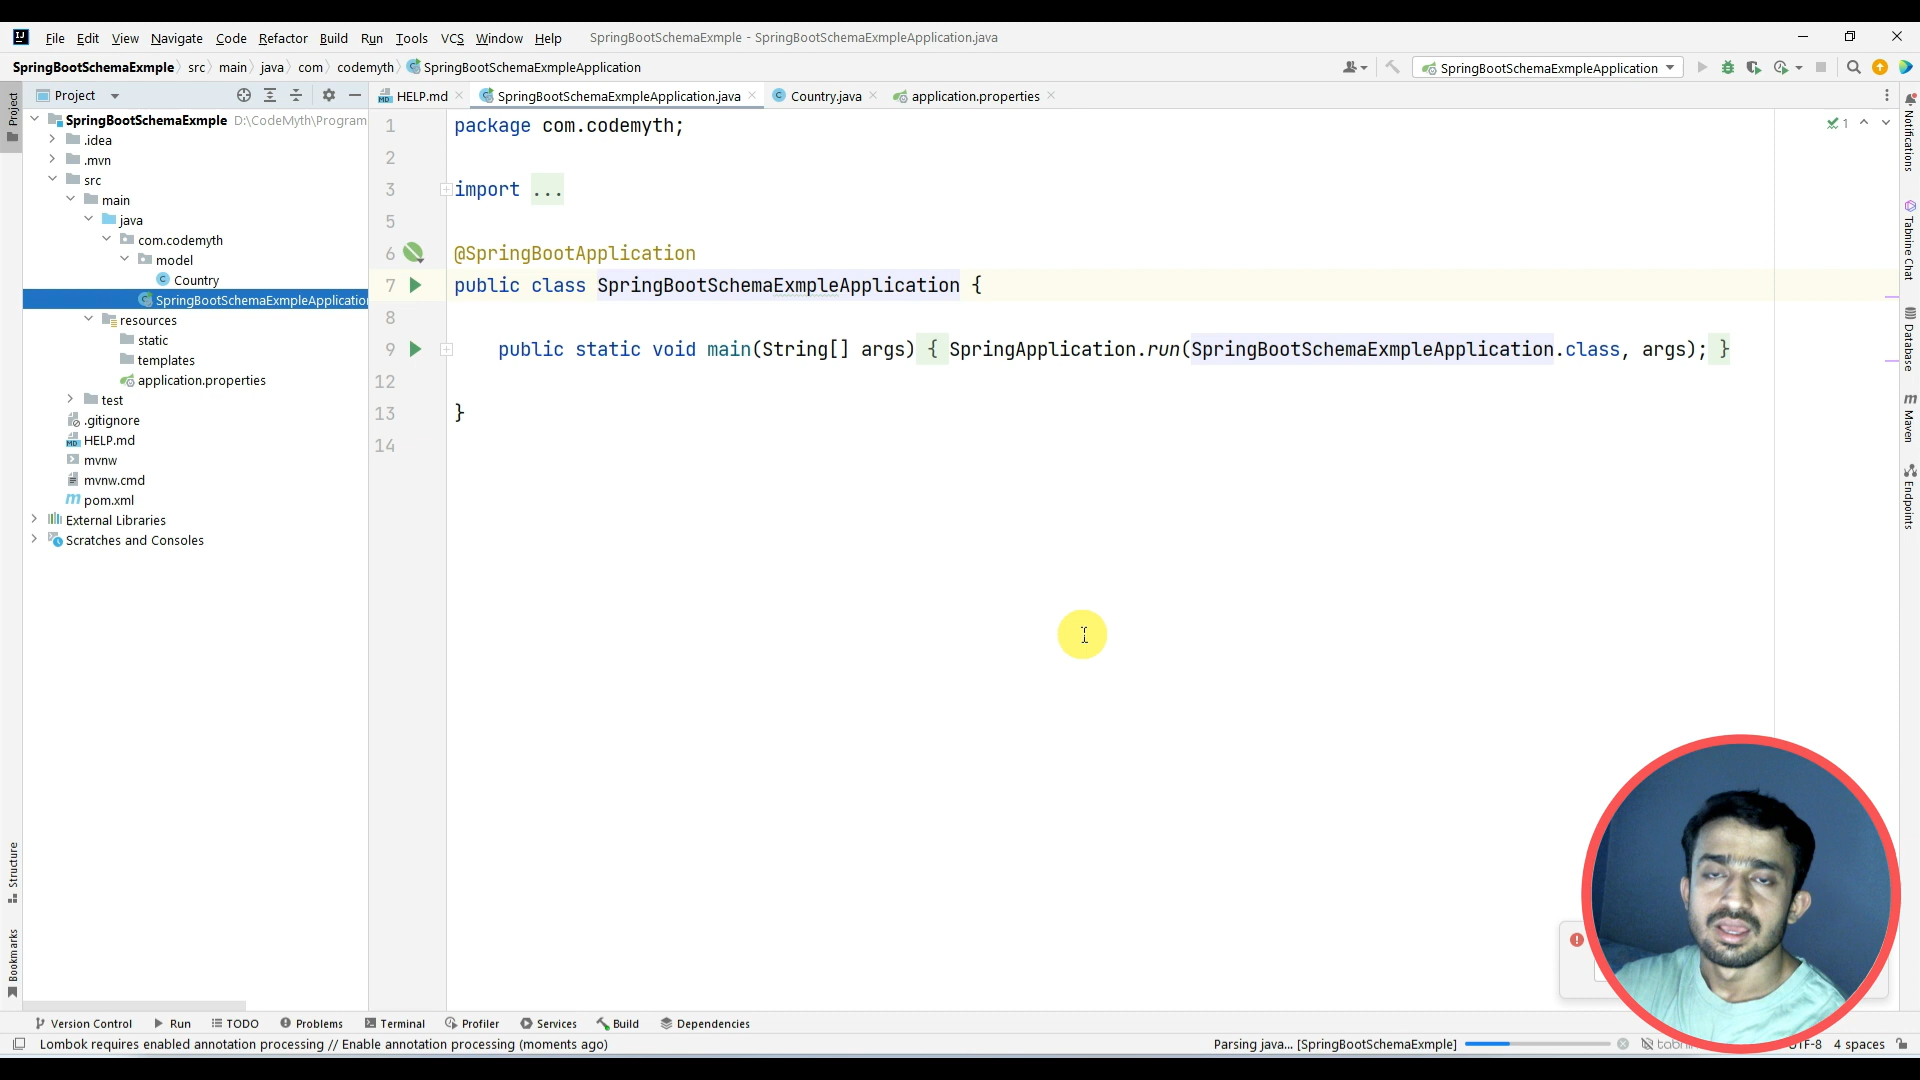 File Edit View Navigate Code Refactor Build Run Tools VCS Window Help SpringBootSchemaExmple - SpringBootSchemaExmpleApplication.java
SpringBootSchemaExmple src main java com codemyth SpringBootSchemaExmpleApplication
SpringBootSchemaExmpleApplication
Project
HELP.md SpringBootSchemaExmpleApplication.java Country.java application.properties
Project
SpringBootSchemaExmple D:\CodeMyth\Program
.idea
.mvn
src
main
java
com.codemyth
model
Country
SpringBootSchemaExmpleApplicatio
resources
static
templates
application.properties
test
.gitignore
HELP.md
mvnw
mvnw.cmd
pom.xml
External Libraries
Scratches and Consoles
Structure
Bookmarks
1 package com.codemyth;
2
3 import ...
5
6 @SpringBootApplication
7 public class SpringBootSchemaExmpleApplication {
8
9 public static void main(String[] args) { SpringApplication.run(SpringBootSchemaExmpleApplication.class, args); }
12
13 }
14
1
Notifications
Tabnine Chat
Database
Maven
Endpoints
Version Control Run TODO Problems Terminal Profiler Services Build Dependencies
Lombok requires enabled annotation processing // Enable annotation processing (moments ago) Parsing java... [SpringBootSchemaExmple] UTF-8 4 spaces